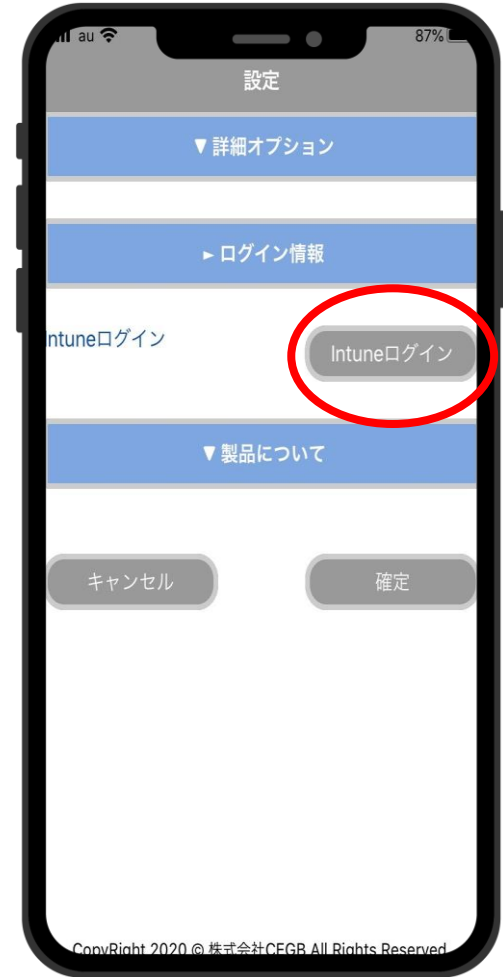 au 87%
設定
▼詳細オプション
►ログイン情報
Intuneログイン Intuneログイン
▼製品について
キャンセル 確定
CopyRight 2020 © 株式会社CEGB All Rights Reserved